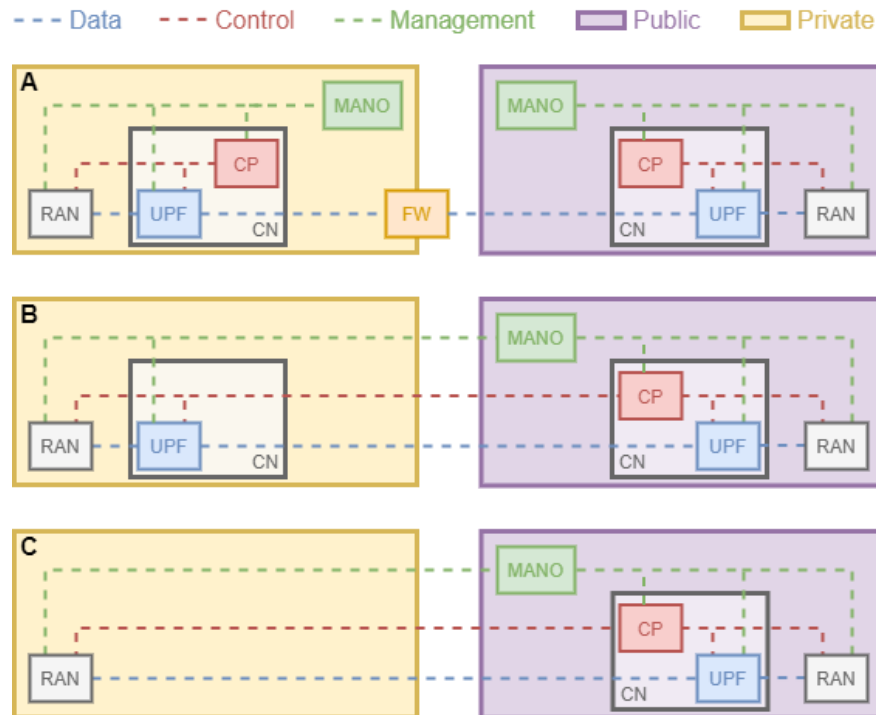 Data Control Management Public Private
A
MANO MANO
CP CP
RAN UPF FW UPF RAN
CN CN
B
MANO
CP
RAN UPF UPF RAN
CN CN
C
MANO
CP
RAN UPF RAN
CN